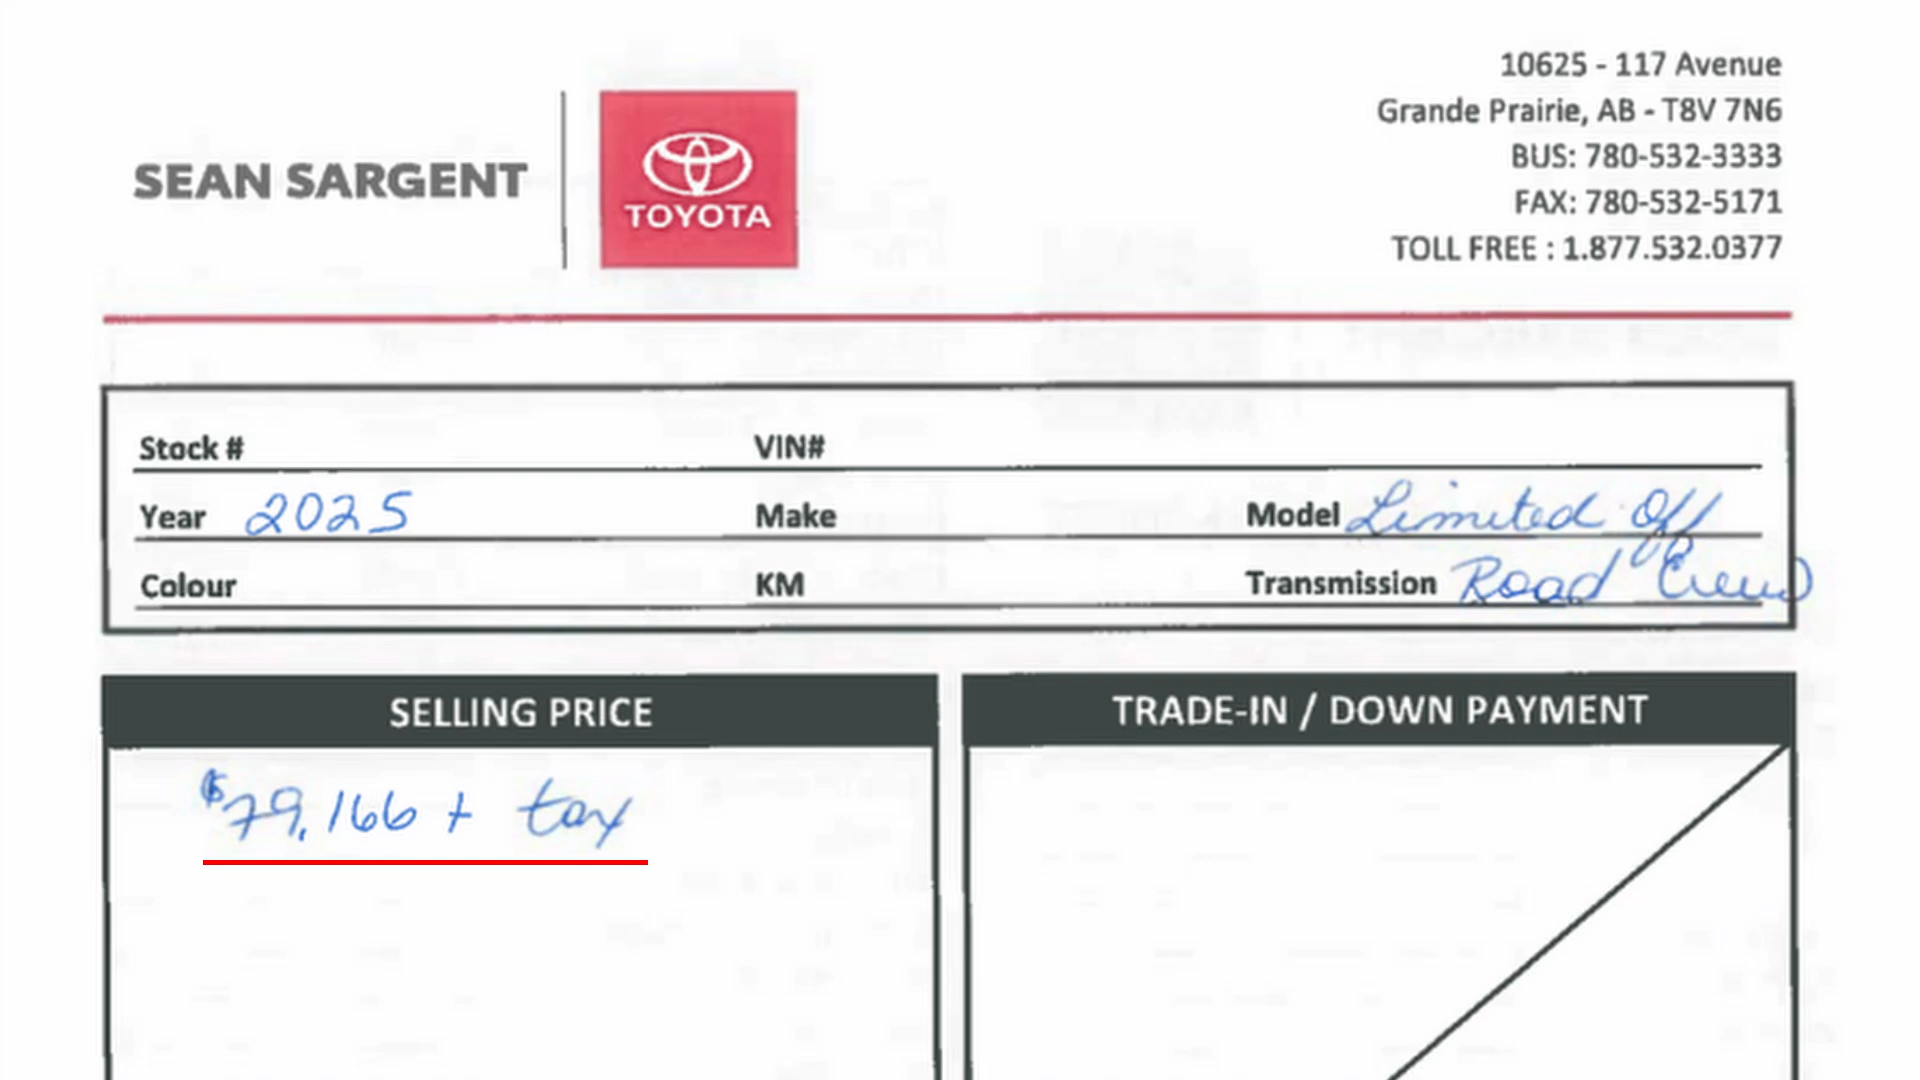 10625 - 117 Avenue
Grande Prairie, AB - T8V 7N6
BUS: 780-532-3333
FAX: 780-532-5171
TOLL FREE : 1.877.532.0377
SEAN SARGENT
TOYOTA
Stock # VIN#
Year 2025 Make Model Limited Off
Colour KM Transmission Road Crew
SELLING PRICE
$79,166 + tax
TRADE-IN / DOWN PAYMENT